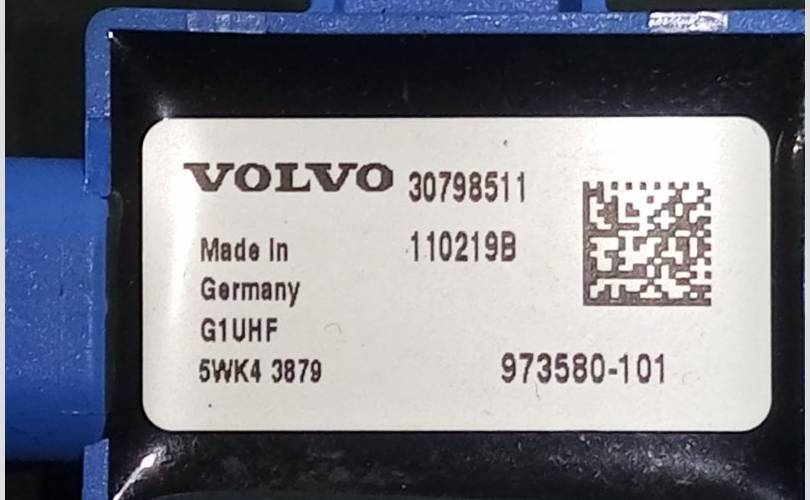 VOLVO 30798511
Made In 110219B
Germany
G1UHF
5WK4 3879 973580-101